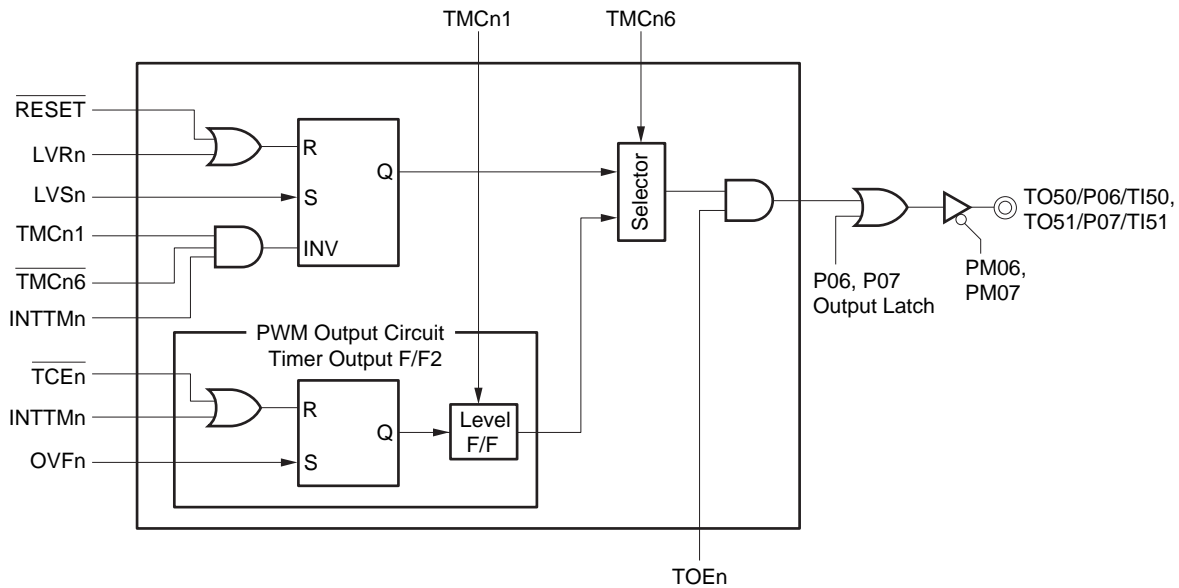 TMCn1
TMCn6
RESET
LVRn
LVSn
TMCn1
TMCn6
INTTMn
R
S
INV
Q
Selector
TO50/P06/TI50,
TO51/P07/TI51
P06, P07
Output Latch
PM06,
PM07
PWM Output Circuit
Timer Output F/F2
TCEn
INTTMn
OVFn
R
S
Q
Level
F/F
TOEn